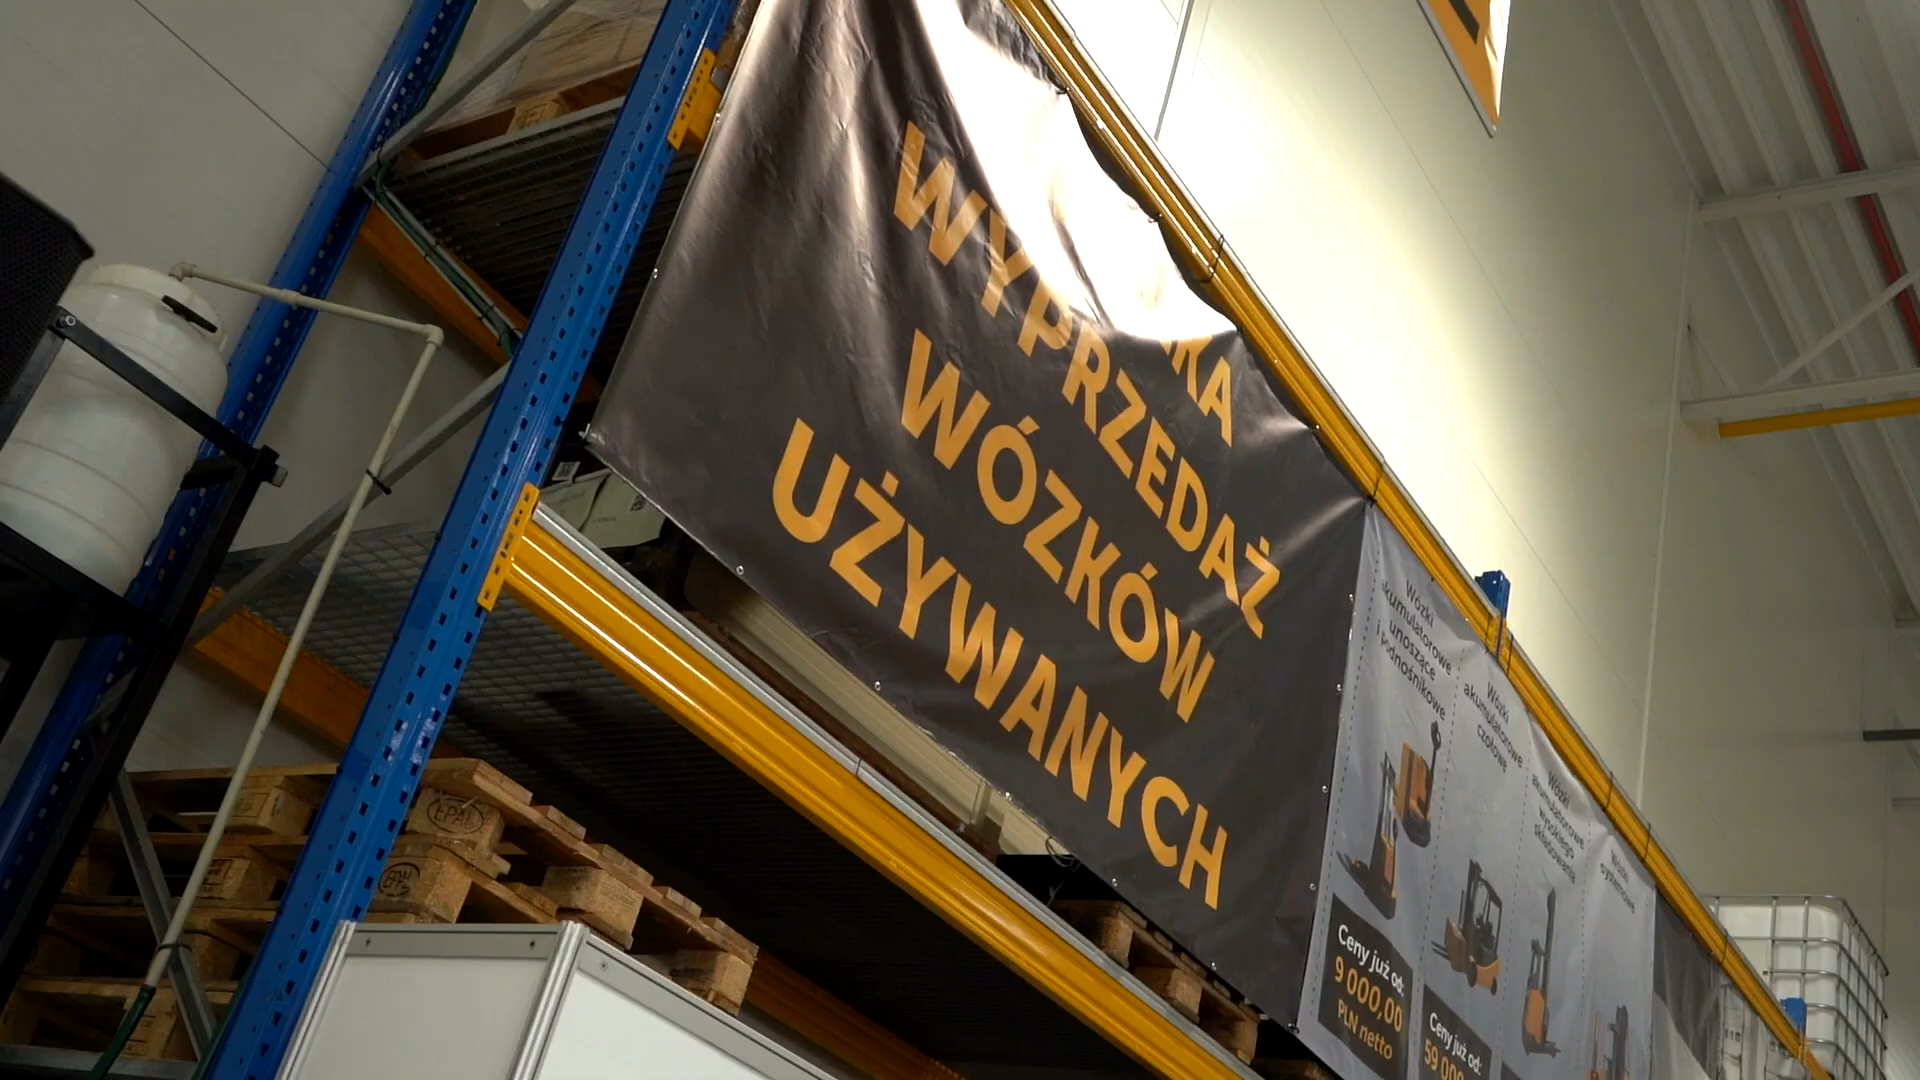 WYPRZEDAŻ
WÓZKÓW
UŻYWANYCH
Wózki
akumulatorowe
unoszące
i podnośnikowe
Ceny już od:
9 000,00
PLN netto
Wózki
akumulatorowe
czołowe
Ceny już od:
59 000
Wózki
akumulatorowe
wysokiego
składowania
Wózki
systemowe
EPAL